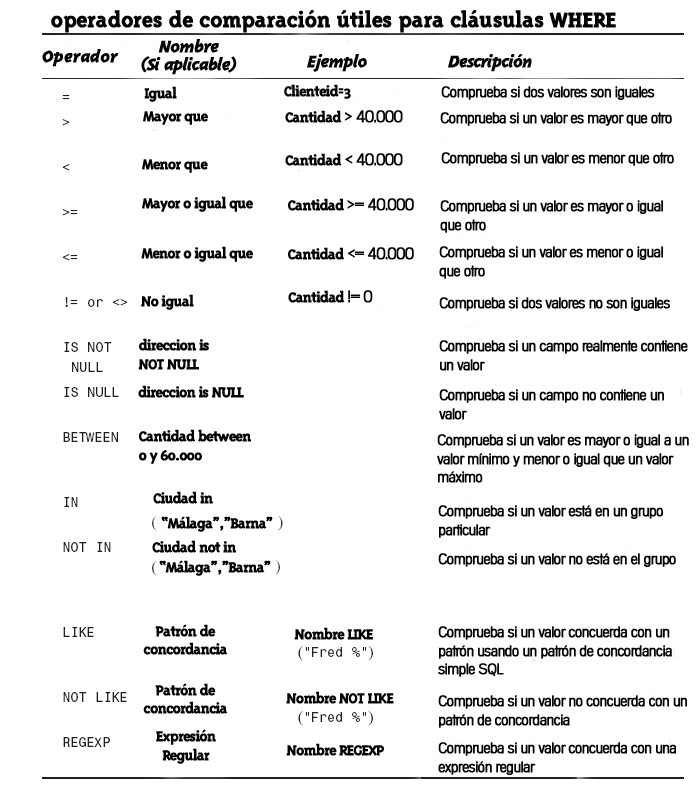 operadores de comparación útiles para cláusulas WHERE
Operador Nombre (Si aplicable) Ejemplo Descripción
= Igual Clienteid=3 Comprueba si dos valores son iguales
> Mayor que Cantidad > 40.000 Comprueba si un valor es mayor que otro
< Menor que Cantidad < 40.000 Comprueba si un valor es menor que otro
>= Mayor o igual que Cantidad >= 40.000 Comprueba si un valor es mayor o igual
que otro
<= Menor o igual que Cantidad <= 40.000 Comprueba si un valor es menor o igual
que otro
!= or <> No igual Cantidad != 0 Comprueba si dos valores no son iguales
IS NOT direccion is Comprueba si un campo realmente contiene
NULL NOT NULL un valor
IS NULL direccion is NULL Comprueba si un campo no contiene un
valor
BETWEEN Cantidad between Comprueba si un valor es mayor o igual a un
0 y 60.000 valor mínimo y menor o igual que un valor
máximo
IN Ciudad in Comprueba si un valor está en un grupo
( "Málaga","Barna" ) particular
NOT IN Ciudad not in Comprueba si un valor no está en el grupo
( "Málaga","Barna" )
LIKE Patrón de Nombre LIKE Comprueba si un valor concuerda con un
concordancia ("Fred %") patrón usando un patrón de concordancia
simple SQL
NOT LIKE Patrón de Nombre NOT LIKE Comprueba si un valor no concuerda con un
concordancia ("Fred %") patrón de concordancia
REGEXP Expresión Nombre REGEXP Comprueba si un valor concuerda con una
Regular expresión regular